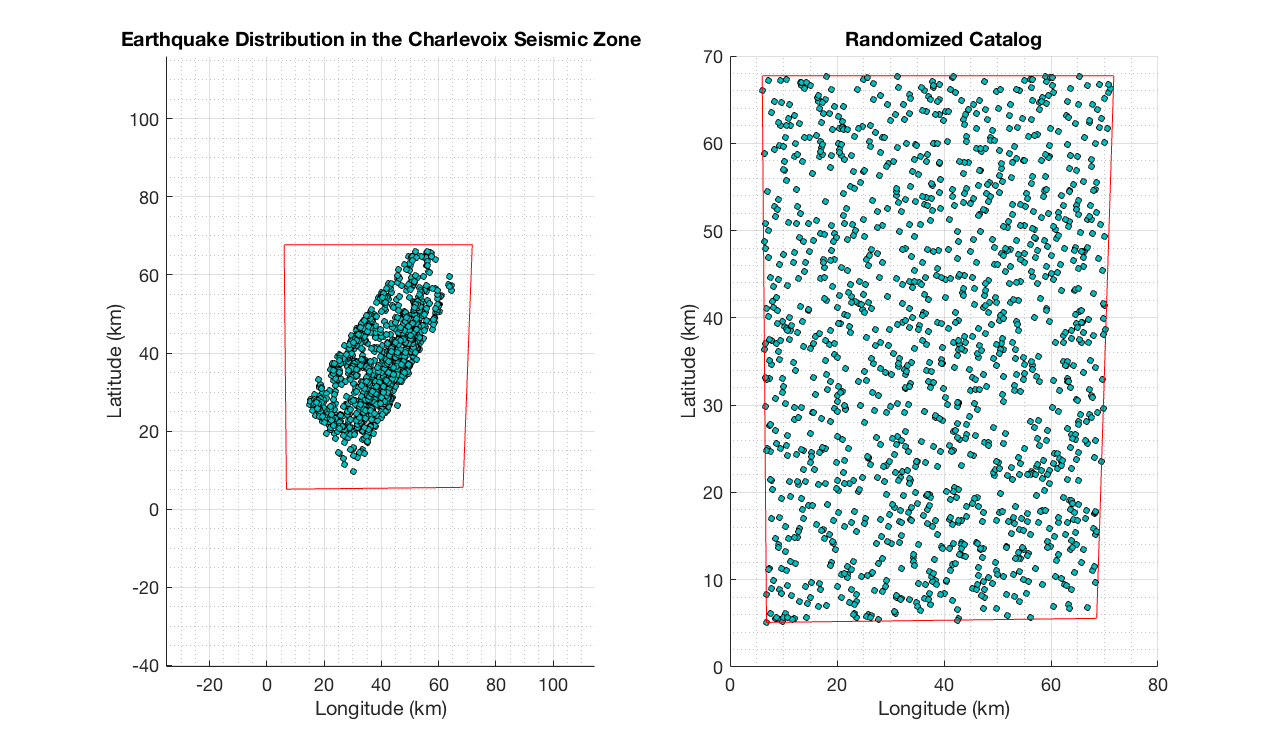 Earthquake Distribution in the Charlevoix Seismic Zone
100
80
60
40
20
0
-20
-40
Latitude (km)
-20 0 20 40 60 80 100
Longitude (km)
Randomized Catalog
70
60
50
40
30
20
10
0
Latitude (km)
0 20 40 60 80
Longitude (km)